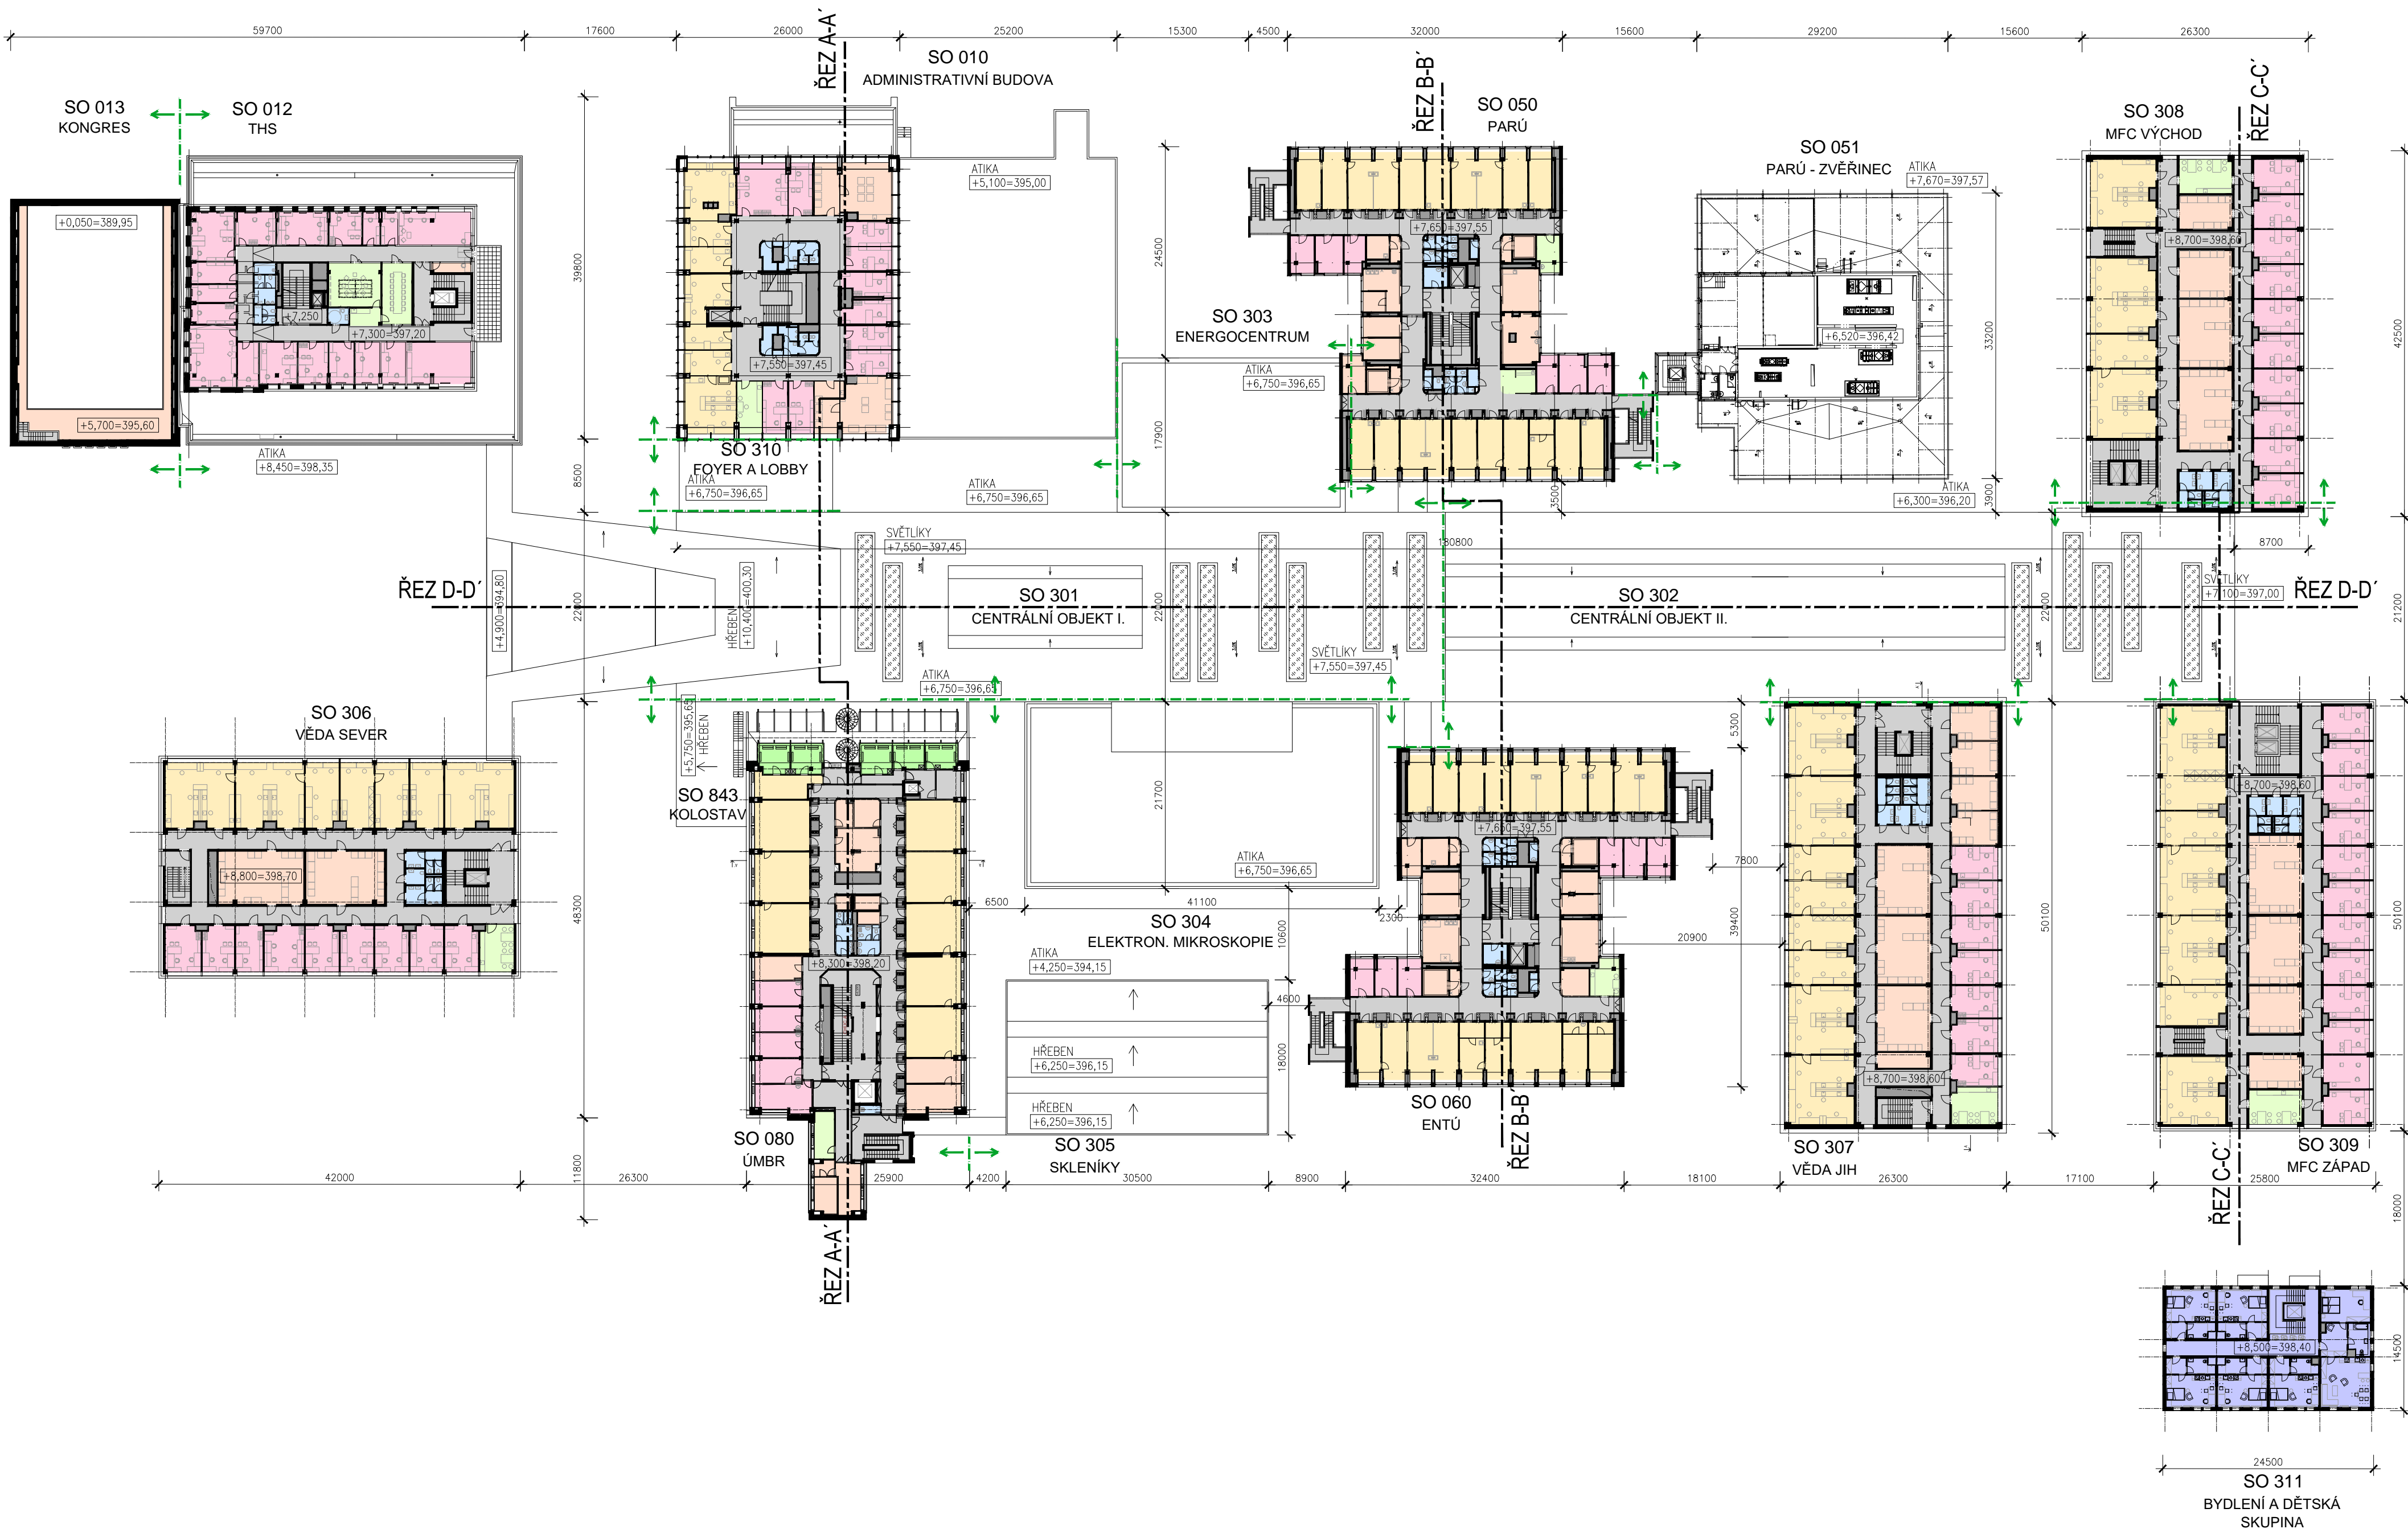 59700
17600
26000
25200
15300
4500
32000
15600
29200
15600
26300
ŘEZ A-A´
SO 010
ADMINISTRATIVNÍ BUDOVA
ŘEZ B-B´
ŘEZ C-C´
SO 013
KONGRES
SO 012
THS
SO 050
PARÚ
SO 051
PARÚ - ZVĚŘINEC
SO 308
MFC VÝCHOD
ATIKA
+5,100=395,00
ATIKA
+7,670=397,57
+0,050=389,95
+7,650=397,55
+8,700=398,60
39800
24500
33200
42500
+7,250
+7,300=397,20
SO 303
ENERGOCENTRUM
+6,520=396,42
+7,550=397,45
ATIKA
+6,750=396,65
+5,700=395,60
17900
SO 310
FOYER A LOBBY
ATIKA
+8,450=398,35
8500
ATIKA
+6,750=396,65
ATIKA
+6,750=396,65
3500
ATIKA
+6,300=396,20
3900
SVĚTLÍKY
+7,550=397,45
180800
8700
ŘEZ D-D´
+4,900=394,80
22000
HŘEBEN
+10,400=400,30
SO 301
CENTRÁLNÍ OBJEKT I.
22000
SO 302
CENTRÁLNÍ OBJEKT II.
22000
SVĚTLÍKY
+7,100=397,00
ŘEZ D-D´
21200
SVĚTLÍKY
+7,550=397,45
ATIKA
+6,750=396,65
SO 306
VĚDA SEVER
+5,750=395,65
HŘEBEN
5300
SO 843
KOLOSTAV
21700
+8,700=398,60
+7,650=397,55
ATIKA
+6,750=396,65
7800
+8,800=398,70
48300
6500
41100
2300
SO 304
ELEKTRON. MIKROSKOPIE
10600
39400
50100
50100
20900
+8,300=398,20
ATIKA
+4,250=394,15
4600
HŘEBEN
+6,250=396,15
18000
HŘEBEN
+6,250=396,15
+8,700=398,60
SO 060
ENTÚ
ŘEZ B-B´
SO 080
ÚMBR
SO 305
SKLENÍKY
SO 307
VĚDA JIH
SO 309
MFC ZÁPAD
42000
11800
26300
25900
4200
30500
8900
32400
18100
26300
17100
25800
ŘEZ C-C´
18000
ŘEZ A-A´
+8,500=398,40
14500
24500
SO 311
BYDLENÍ A DĚTSKÁ
SKUPINA